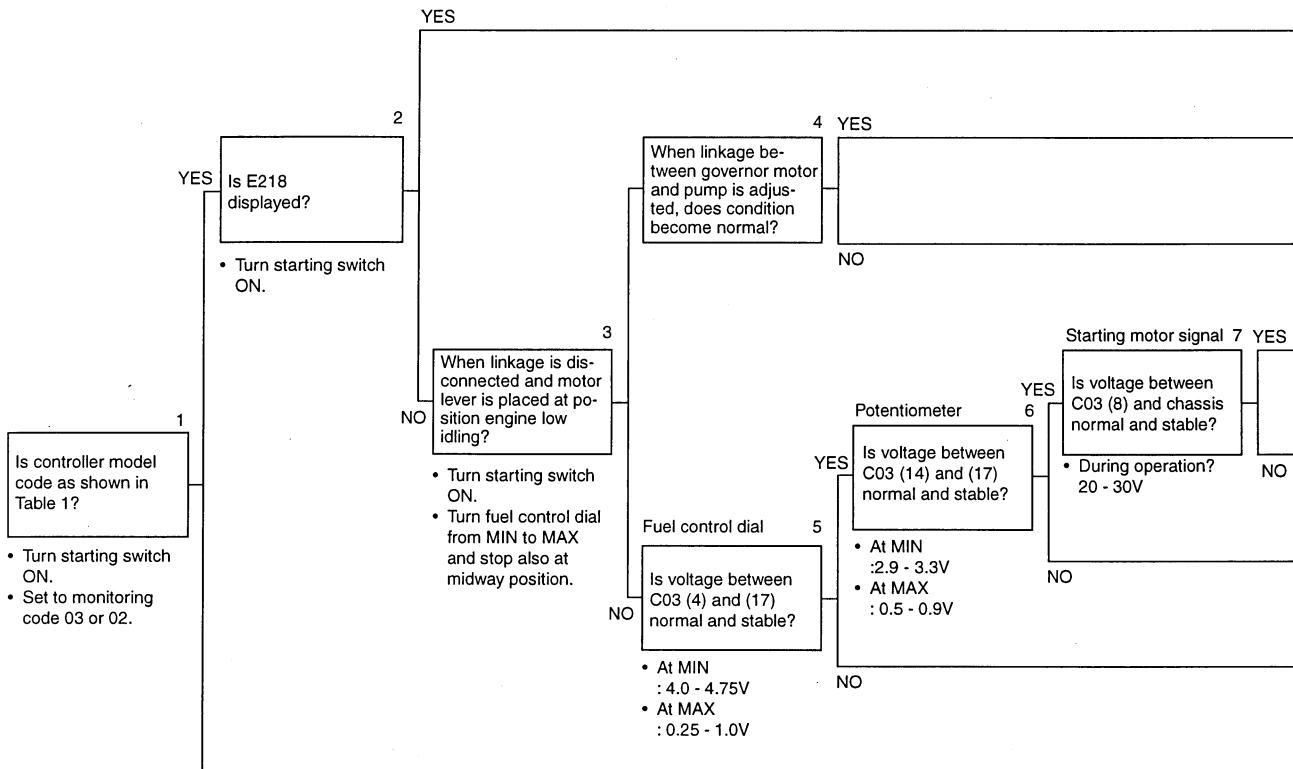 YES
2
YES
Is E218
displayed?
• Turn starting switch
ON.
4
YES
When linkage be-
tween governor motor
and pump is adjus-
ted, does condition
become normal?
NO
3
NO
When linkage is dis-
connected and motor
lever is placed at po-
sition engine low
idling?
• Turn starting switch
ON.
• Turn fuel control dial
from MIN to MAX
and stop also at
midway position.
1
Is controller model
code as shown in
Table 1?
• Turn starting switch
ON.
• Set to monitoring
code 03 or 02.
Fuel control dial
5
NO
Is voltage between
C03 (4) and (17)
normal and stable?
• At MIN
: 4.0 - 4.75V
• At MAX
: 0.25 - 1.0V
Potentiometer
6
YES
Is voltage between
C03 (14) and (17)
normal and stable?
• At MIN
:2.9 - 3.3V
• At MAX
: 0.5 - 0.9V
NO
Starting motor signal 7
YES
YES
Is voltage between
C03 (8) and chassis
normal and stable?
• During operation?
20 - 30V
NO
NO